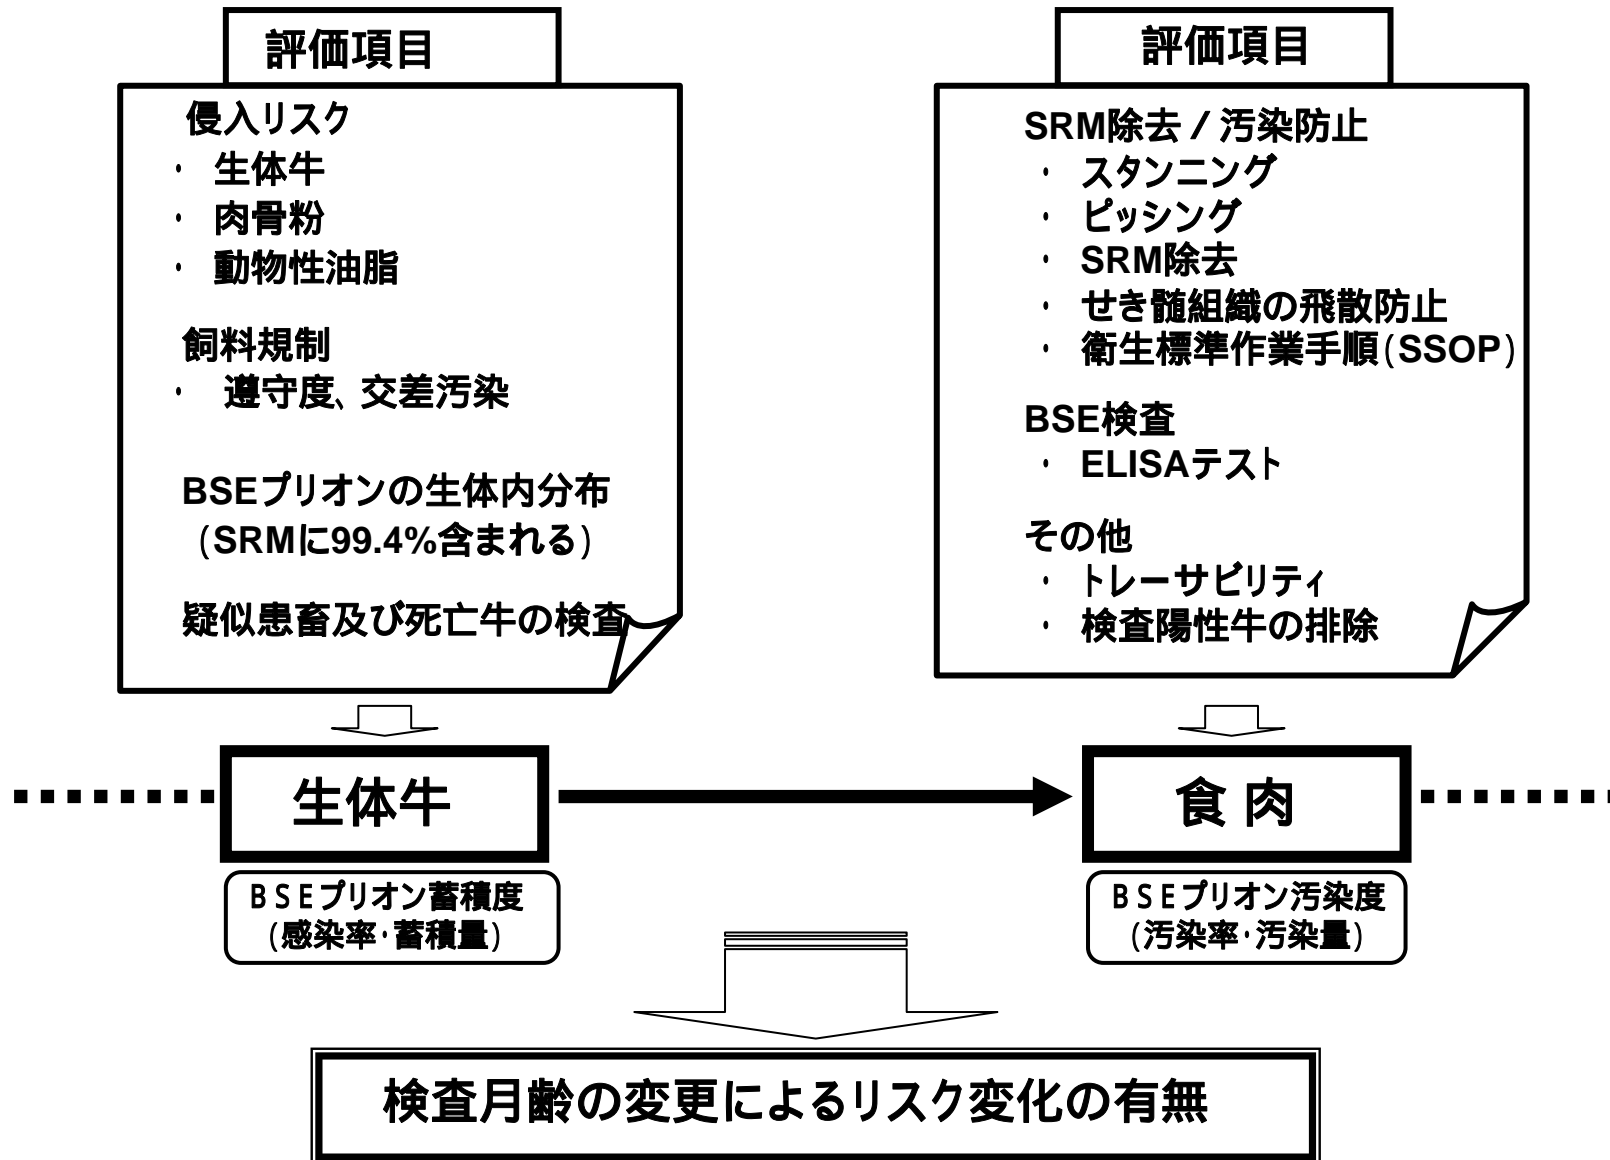 評価項目
侵入リスク
・ 生体牛
・ 肉骨粉
・ 動物性油脂
飼料規制
・ 遵守度、交差汚染
BSEプリオンの生体内分布
(SRMに99.4%含まれる)
疑似患畜及び死亡牛の検査
評価項目
SRM除去／汚染防止
・ スタンニング
・ ピッシング
・ SRM除去
・ せき髄組織の飛散防止
・ 衛生標準作業手順(SSOP)
BSE検査
・ ELISAテスト
その他
・ トレーサビリティ
・ 検査陽性牛の排除
生体牛
食 肉
BSEプリオン蓄積度
(感染率・蓄積量)
BSEプリオン汚染度
(汚染率・汚染量)
検査月齢の変更によるリスク変化の有無